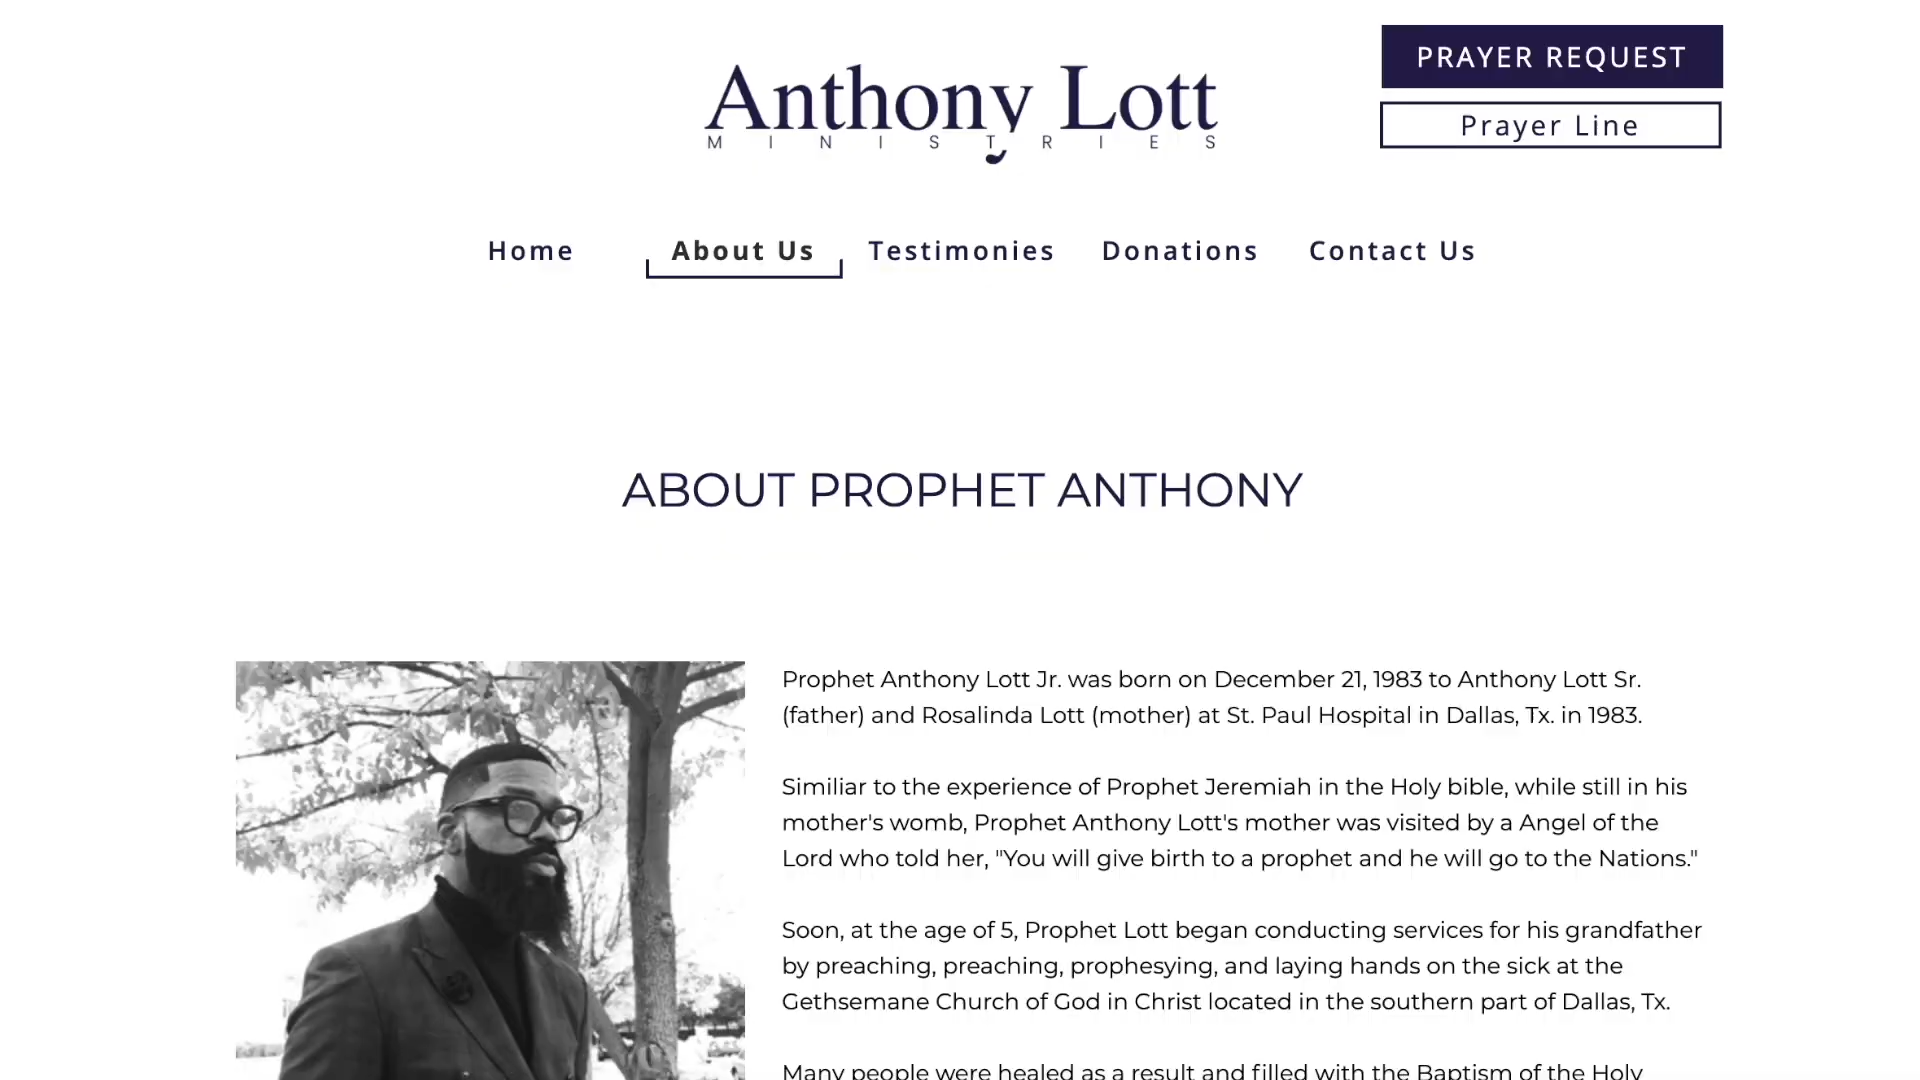 PRAYER REQUEST
Anthony Lott
MINISTRIES
Prayer Line
Home About Us Testimonies Donations Contact Us
ABOUT PROPHET ANTHONY
Prophet Anthony Lott Jr. was born on December 21, 1983 to Anthony Lott Sr.
(father) and Rosalinda Lott (mother) at St. Paul Hospital in Dallas, Tx. in 1983.
Similiar to the experience of Prophet Jeremiah in the Holy bible, while still in his
mother's womb, Prophet Anthony Lott's mother was visited by a Angel of the
Lord who told her, "You will give birth to a prophet and he will go to the Nations."
Soon, at the age of 5, Prophet Lott began conducting services for his grandfather
by preaching, preaching, prophesying, and laying hands on the sick at the
Gethsemane Church of God in Christ located in the southern part of Dallas, Tx.
Many people were healed as a result and filled with the Baptism of the Holy